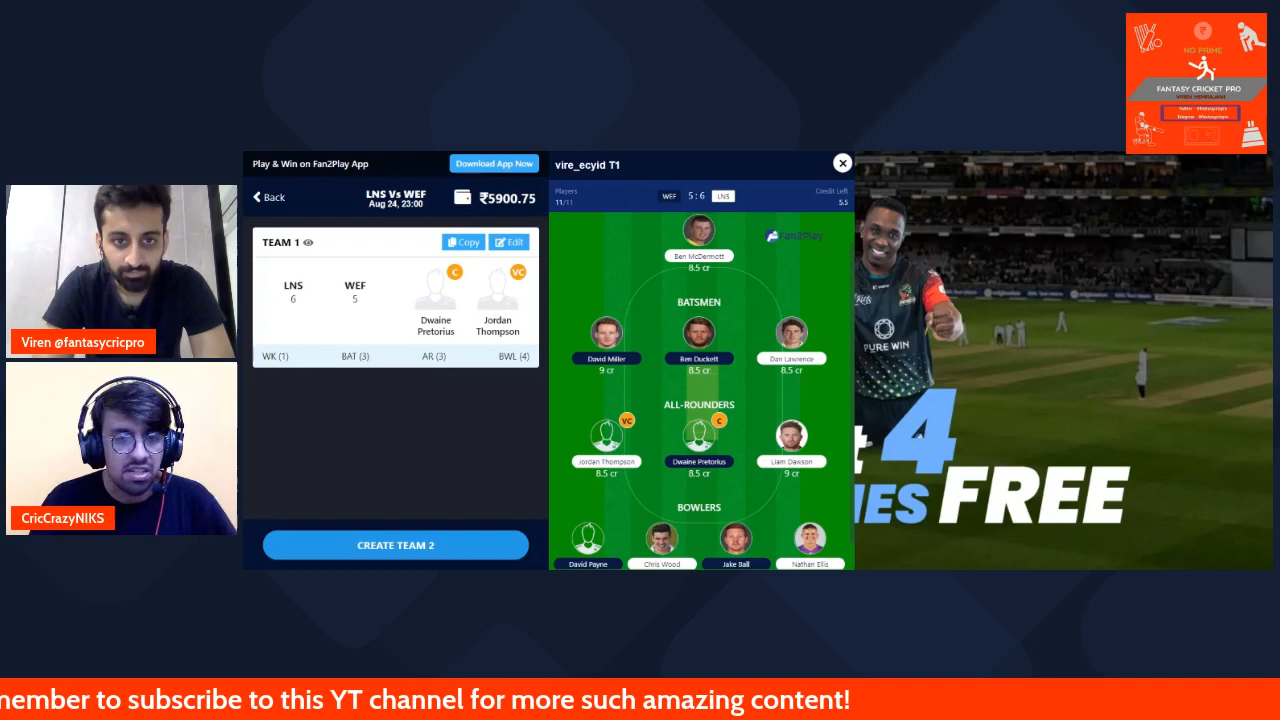 NO PRIME
FANTASY CRICKET PRO
VIREN HEMRAJANI
Play & Win on Fan2Play App
Download App Now
Back
LNS Vs WEF
Aug 24, 23:00
₹5900.75
TEAM 1
Copy
Edit
LNS
6
WEF
5
C
VC
Dwaine
Pretorius
Jordan
Thompson
WK (1)
BAT (3)
AR (3)
BWL (4)
CREATE TEAM 2
vire_ecyid T1
Players
11/11
WEF
5 : 6
LNS
Credit Left
5.5
Fan2Play
Ben McDermott
8.5 cr
BATSMEN
David Miller
9 cr
Ben Duckett
8.5 cr
Dan Lawrence
8.5 cr
ALL-ROUNDERS
VC
C
Jordan Thompson
8.5 cr
Dwaine Pretorius
8.5 cr
Liam Dawson
9 cr
BOWLERS
David Payne
Chris Wood
Jake Ball
Nathan Ellis
PURE WIN
4
FREE
Viren @fantasycricpro
CricCrazyNIKS
member to subscribe to this YT channel for more such amazing content!